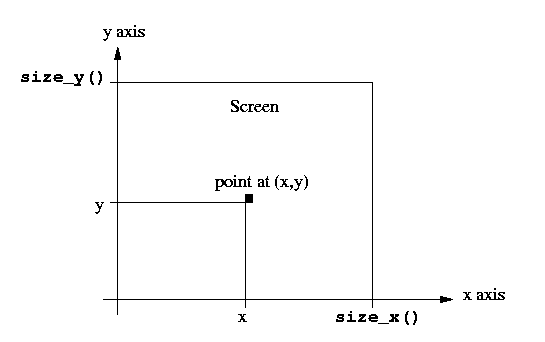 y axis
size_y()
Screen
point at (x,y)
y
x axis
x
size_x()